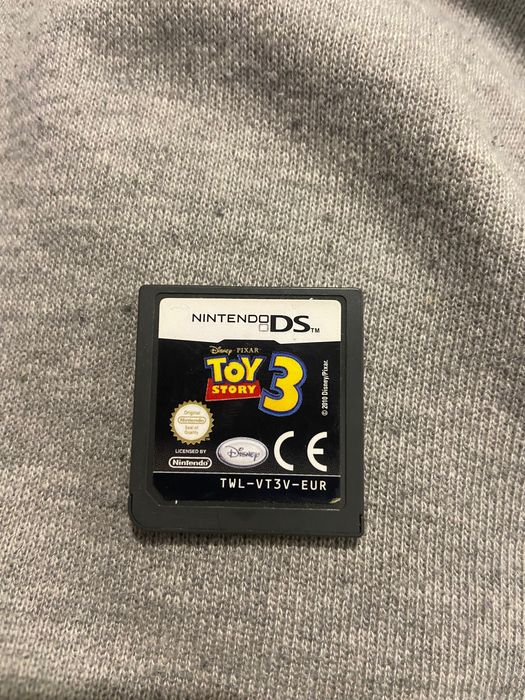 NINTENDO DS™
Disney · PIXAR
TOY
STORY
3
© 2010 Disney/Pixar.
Original
Nintendo
Seal of
Quality
LICENSED BY
Nintendo
Disney
CE
TWL-VT3V-EUR